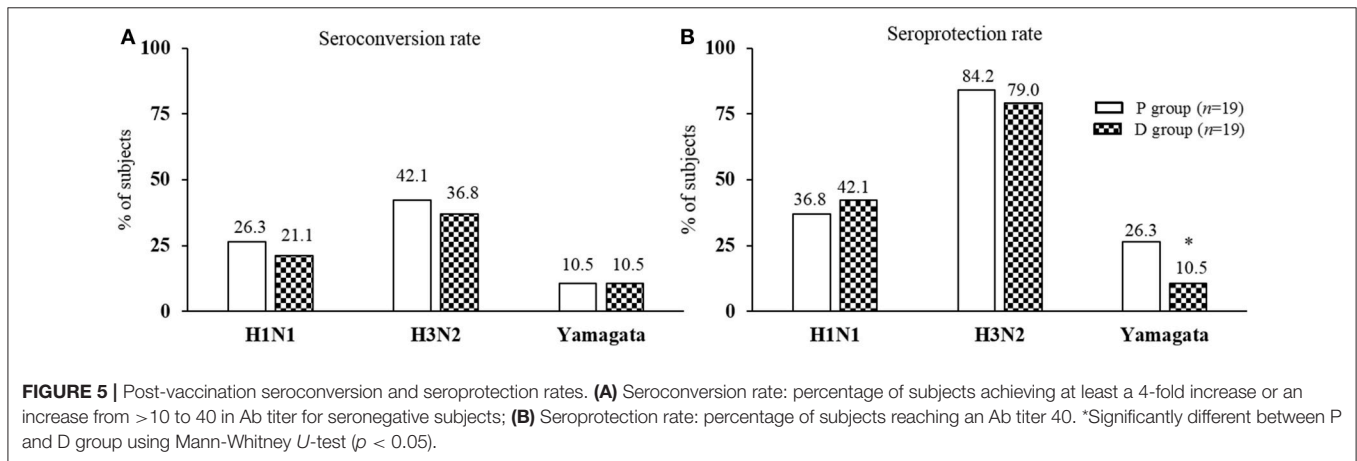 A
Seroconversion rate
% of subjects
100
75
50
25
0
26.3
21.1
42.1
36.8
10.5
10.5
H1N1
H3N2
Yamagata
B
Seroprotection rate
% of subjects
100
75
50
25
0
36.8
42.1
84.2
79.0
26.3
*
10.5
H1N1
H3N2
Yamagata
P group (n=19)
D group (n=19)
FIGURE 5 | Post-vaccination seroconversion and seroprotection rates. (A) Seroconversion rate: percentage of subjects achieving at least a 4-fold increase or an
increase from >10 to 40 in Ab titer for seronegative subjects; (B) Seroprotection rate: percentage of subjects reaching an Ab titer 40. *Significantly different between P
and D group using Mann-Whitney U-test (p < 0.05).